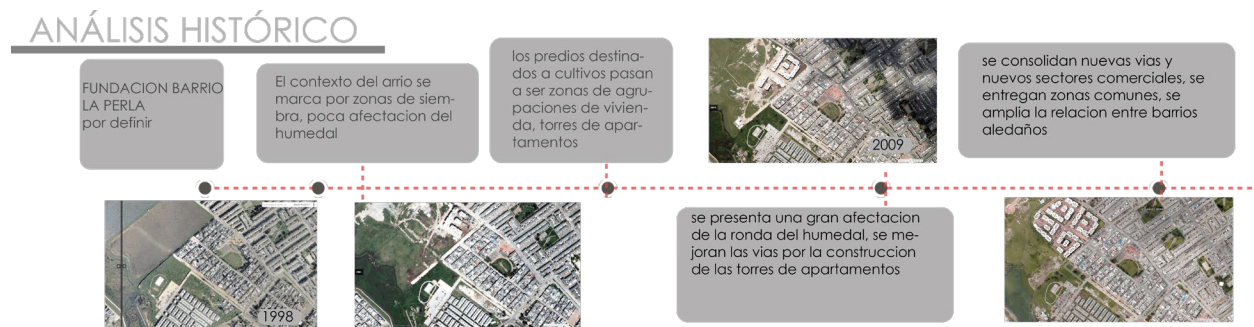 ANÁLISIS HISTÓRICO
FUNDACION BARRIO
LA PERLA
por definir
El contexto del arrio se
marca por zonas de siem-
bra, poca afectacion del
humedal
los predios destina-
dos a cultivos pasan
a ser zonas de agru-
paciones de vivien-
da, torres de apar-
tamentos
2009
se consolidan nuevas vias y
nuevos sectores comerciales, se
entregan zonas comunes, se
amplia la relacion entre barrios
aledaños
1998
se presenta una gran afectacion
de la ronda del humedal, se me-
joran las vias por la construccion
de las torres de apartamentos